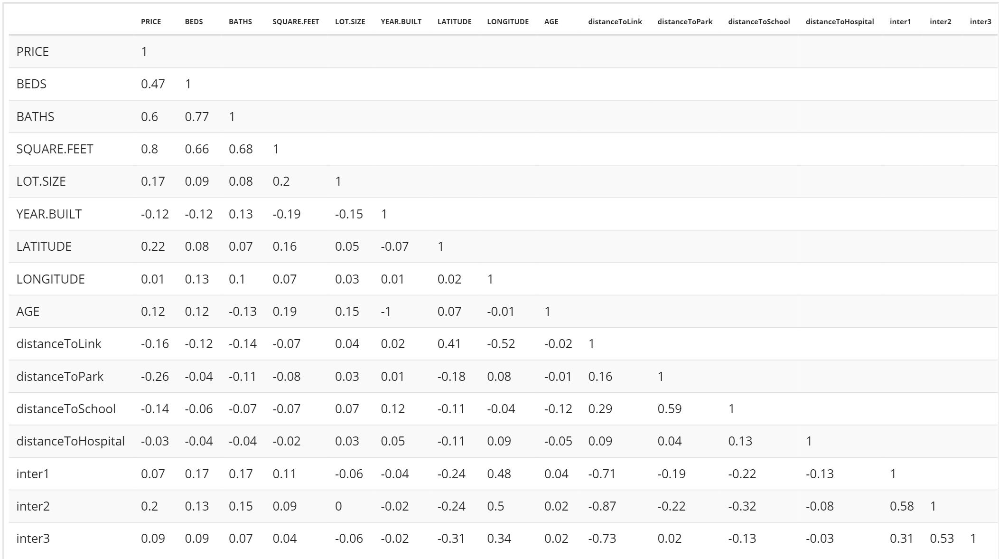 PRICE BEDS BATHS SQUARE.FEET LOT.SIZE YEAR.BUILT LATITUDE LONGITUDE AGE distanceToLink distanceToPark distanceToSchool distanceToHospital inter1 inter2 inter3
PRICE 1
BEDS 0.47 1
BATHS 0.6 0.77 1
SQUARE.FEET 0.8 0.66 0.68 1
LOT.SIZE 0.17 0.09 0.08 0.2 1
YEAR.BUILT -0.12 -0.12 0.13 -0.19 -0.15 1
LATITUDE 0.22 0.08 0.07 0.16 0.05 -0.07 1
LONGITUDE 0.01 0.13 0.1 0.07 0.03 0.01 0.02 1
AGE 0.12 0.12 -0.13 0.19 0.15 -1 0.07 -0.01 1
distanceToLink -0.16 -0.12 -0.14 -0.07 0.04 0.02 0.41 -0.52 -0.02 1
distanceToPark -0.26 -0.04 -0.11 -0.08 0.03 0.01 -0.18 0.08 -0.01 0.16 1
distanceToSchool -0.14 -0.06 -0.07 -0.07 0.07 0.12 -0.11 -0.04 -0.12 0.29 0.59 1
distanceToHospital -0.03 -0.04 -0.04 -0.02 0.03 0.05 -0.11 0.09 -0.05 0.09 0.04 0.13 1
inter1 0.07 0.17 0.17 0.11 -0.06 -0.04 -0.24 0.48 0.04 -0.71 -0.19 -0.22 -0.13 1
inter2 0.2 0.13 0.15 0.09 0 -0.02 -0.24 0.5 0.02 -0.87 -0.22 -0.32 -0.08 0.58 1
inter3 0.09 0.09 0.07 0.04 -0.06 -0.02 -0.31 0.34 0.02 -0.73 0.02 -0.13 -0.03 0.31 0.53 1